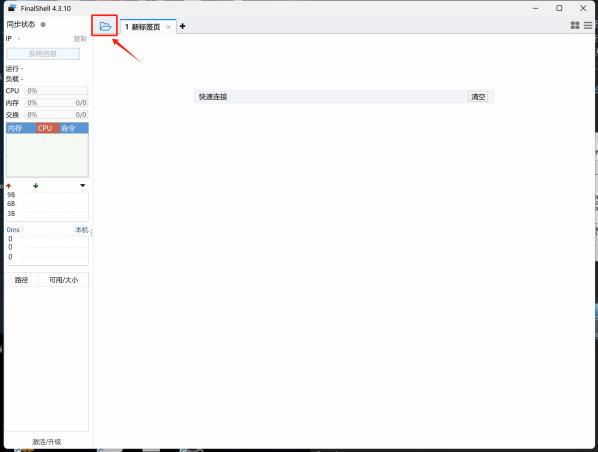 FinalShell 4.3.10
同步状态
IP -
复制
系统信息
运行 -
负载 -
CPU 0%
内存 0% 0/0
交换 0% 0/0
内存 CPU 命令
9B
6B
3B
0ms 本机
0
0
0
路径 可用/大小
激活/升级
1 新标签页 × +
快速连接 清空